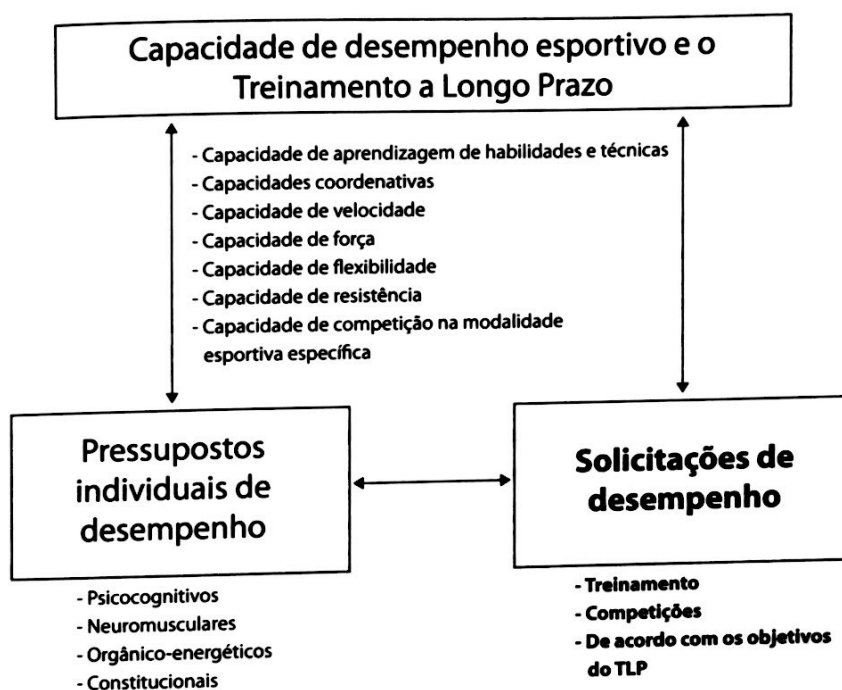 Capacidade de desempenho esportivo e o
Treinamento a Longo Prazo
- Capacidade de aprendizagem de habilidades e técnicas
- Capacidades coordenativas
- Capacidade de velocidade
- Capacidade de força
- Capacidade de flexibilidade
- Capacidade de resistência
- Capacidade de competição na modalidade
esportiva específica
Pressupostos
individuais de
desempenho
- Psicocognitivos
- Neuromusculares
- Orgânico-energéticos
- Constitucionais
Solicitações de
desempenho
- Treinamento
- Competições
- De acordo com os objetivos
do TLP